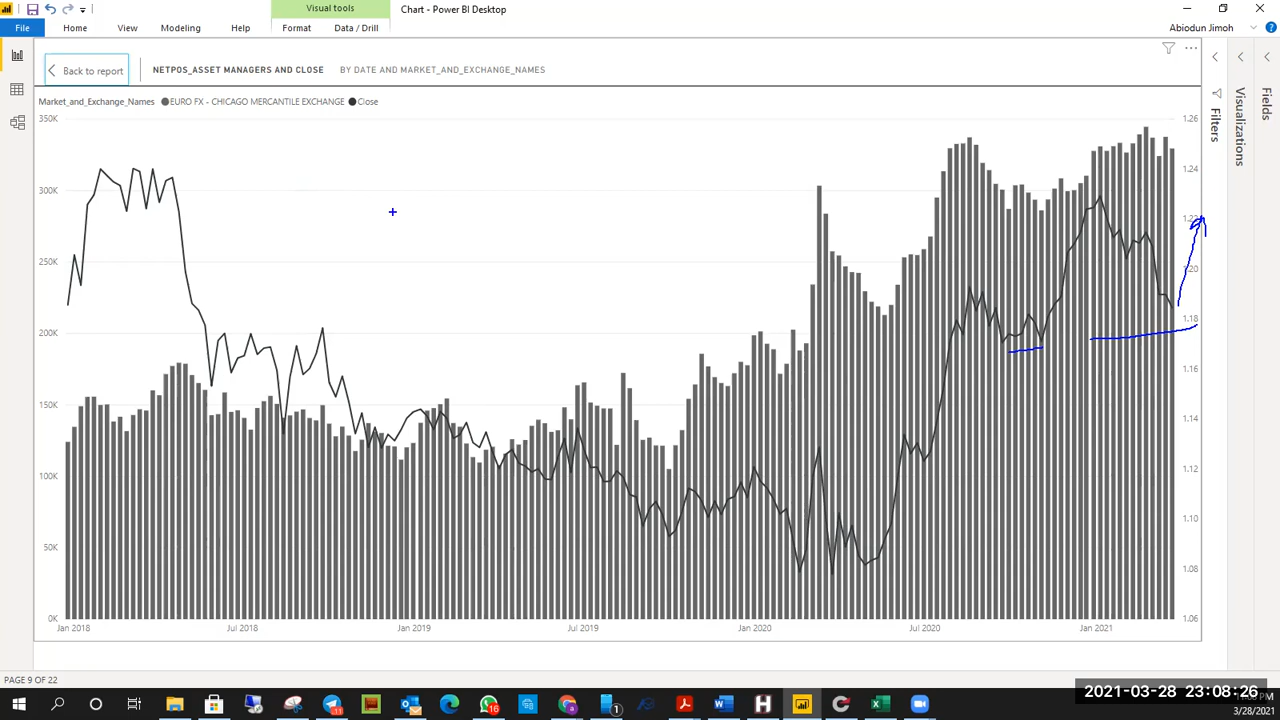 Visual tools
Chart - Power BI Desktop
File
Home
View
Modeling
Help
Format
Data / Drill
Abiodun Jimoh
Back to report
NETPOS_ASSET MANAGERS AND CLOSE
BY DATE AND MARKET_AND_EXCHANGE_NAMES
Market_and_Exchange_Names
EURO FX - CHICAGO MERCANTILE EXCHANGE
Close
350K
300K
250K
200K
150K
100K
50K
0K
1.26
1.24
1.22
1.20
1.18
1.16
1.14
1.12
1.10
1.08
1.06
Jan 2018
Jul 2018
Jan 2019
Jul 2019
Jan 2020
Jul 2020
Jan 2021
Filters
Visualizations
Fields
PAGE 9 OF 22
16
1
2021-03-28 23:08:26
3/28/2021